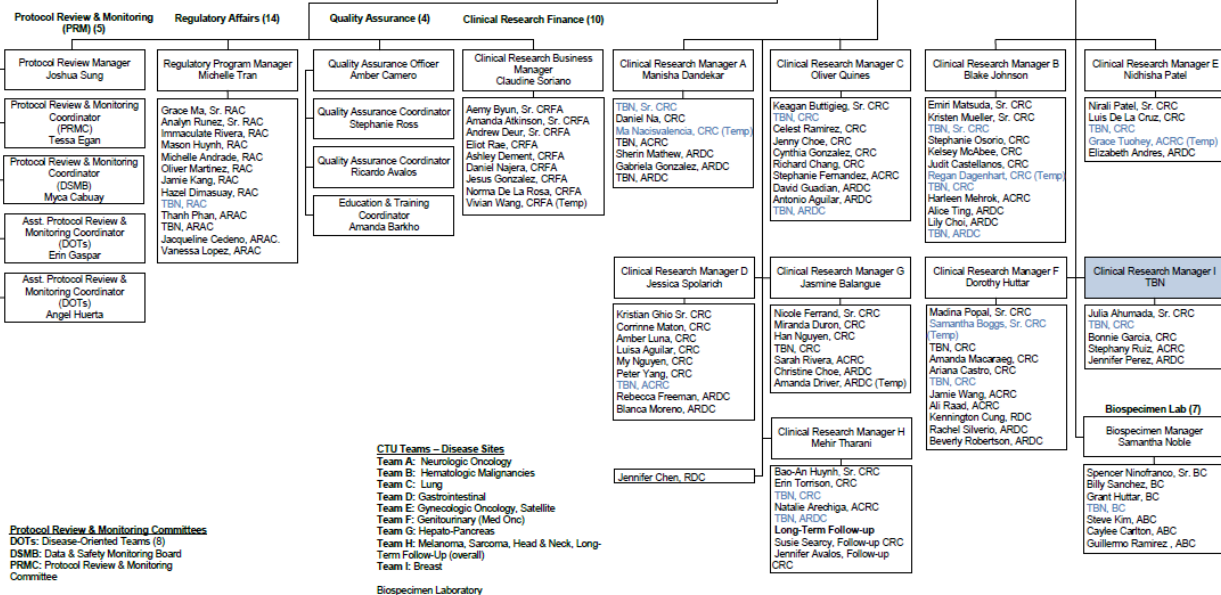 Protocol Review & Monitoring
(PRM) (5)
Regulatory Affairs (14)
Quality Assurance (4)
Clinical Research Finance (10)
Protocol Review Manager
Joshua Sung
Protocol Review & Monitoring
Coordinator
(PRMC)
Tessa Egan
Protocol Review & Monitoring
Coordinator
(DSMB)
Myca Cabuay
Asst. Protocol Review &
Monitoring Coordinator
(DOTs)
Erin Gaspar
Asst. Protocol Review &
Monitoring Coordinator
(DOTs)
Angel Huerta
Regulatory Program Manager
Michelle Tran
Grace Ma, Sr. RAC
Analyn Runez, Sr. RAC
Immaculate Rivera, RAC
Mason Huynh, RAC
Michelle Andrade, RAC
Oliver Martinez, RAC
Jamie Kang, RAC
Hazel Dimasuay, RAC
TBN, RAC
Thanh Phan, ARAC
TBN, ARAC
Jacqueline Cedeno, ARAC.
Vanessa Lopez, ARAC
Quality Assurance Officer
Amber Camero
Quality Assurance Coordinator
Stephanie Ross
Quality Assurance Coordinator
Ricardo Avalos
Education & Training
Coordinator
Amanda Barkho
Clinical Research Business
Manager
Claudine Soriano
Aemy Byun, Sr. CRFA
Amanda Atkinson, Sr. CRFA
Andrew Deur, Sr. CRFA
Eliot Rae, CRFA
Ashley Dement, CRFA
Daniel Najera, CRFA
Jesus Gonzalez, CRFA
Norma De La Rosa, CRFA
Vivian Wang, CRFA (Temp)
Clinical Research Manager A
Manisha Dandekar
TBN, Sr. CRC
Daniel Na, CRC
Ma Nacisvalencia, CRC (Temp)
TBN, ACRC
Sherin Mathew, ARDC
Gabriela Gonzalez, ARDC
TBN, ARDC
Clinical Research Manager C
Oliver Quines
Keagan Buttigieg, Sr. CRC
TBN, CRC
Celest Ramirez, CRC
Jenny Choe, CRC
Cynthia Gonzalez, CRC
Richard Chang, CRC
Stephanie Fernandez, ACRC
David Guadian, ARDC
Antonio Aguilar, ARDC
TBN, ARDC
Clinical Research Manager B
Blake Johnson
Emiri Matsuda, Sr. CRC
Kristen Mueller, Sr. CRC
TBN, Sr. CRC
Stephanie Osorio, CRC
Kelsey McAbee, CRC
Judit Castellanos, CRC
Regan Dagenhart, CRC (Temp)
TBN, CRC
Harleen Mehrok, ACRC
Alice Ting, ARDC
Lily Choi, ARDC
TBN, ARDC
Clinical Research Manager E
Nidhisha Patel
Nirali Patel, Sr. CRC
Luis De La Cruz, CRC
TBN, CRC
Grace Tuohey, ACRC (Temp)
Elizabeth Andres, ARDC
Clinical Research Manager D
Jessica Spolarich
Kristian Ghio Sr. CRC
Corrinne Maton, CRC
Amber Luna, CRC
Luisa Aguilar, CRC
My Nguyen, CRC
Peter Yang, CRC
TBN, ACRC
Rebecca Freeman, ARDC
Blanca Moreno, ARDC
Clinical Research Manager G
Jasmine Balangue
Nicole Ferrand, Sr. CRC
Miranda Duron, CRC
Han Nguyen, CRC
TBN, CRC
Sarah Rivera, ACRC
Christine Choe, ARDC
Amanda Driver, ARDC (Temp)
Clinical Research Manager F
Dorothy Huttar
Madina Popal, Sr. CRC
Samantha Boggs, Sr. CRC
(Temp)
TBN, CRC
Amanda Macaraeg, CRC
Ariana Castro, CRC
TBN, CRC
Jamie Wang, ACRC
Ali Raad, ACRC
Kennington Cung, RDC
Rachel Silverio, ARDC
Beverly Robertson, ARDC
Clinical Research Manager I
TBN
Julia Ahumada, Sr. CRC
TBN, CRC
Bonnie Garcia, CRC
Stephany Ruiz, ACRC
Jennifer Perez, ARDC
Jennifer Chen, RDC
Clinical Research Manager H
Mehir Tharani
Bao-An Huynh, Sr. CRC
Erin Torrison, CRC
TBN, CRC
Natalie Arechiga, ACRC
TBN, ARDC
Long-Term Follow-up
Susie Searcy, Follow-up CRC
Jennifer Avalos, Follow-up
CRC
Biospecimen Lab (7)
Biospecimen Manager
Samantha Noble
Spencer Ninofranco, Sr. BC
Billy Sanchez, BC
Grant Huttar, BC
TBN, BC
Steve Kim, ABC
Caylee Carlton, ABC
Guillermo Ramirez , ABC
CTU Teams – Disease Sites
Team A: Neurologic Oncology
Team B: Hematologic Malignancies
Team C: Lung
Team D: Gastrointestinal
Team E: Gynecologic Oncology, Satellite
Team F: Genitourinary (Med Onc)
Team G: Hepato-Pancreas
Team H: Melanoma, Sarcoma, Head & Neck, Long-
Term Follow-Up (overall)
Team I: Breast
Biospecimen Laboratory
Protocol Review & Monitoring Committees
DOTs: Disease-Oriented Teams (8)
DSMB: Data & Safety Monitoring Board
PRMC: Protocol Review & Monitoring
Committee